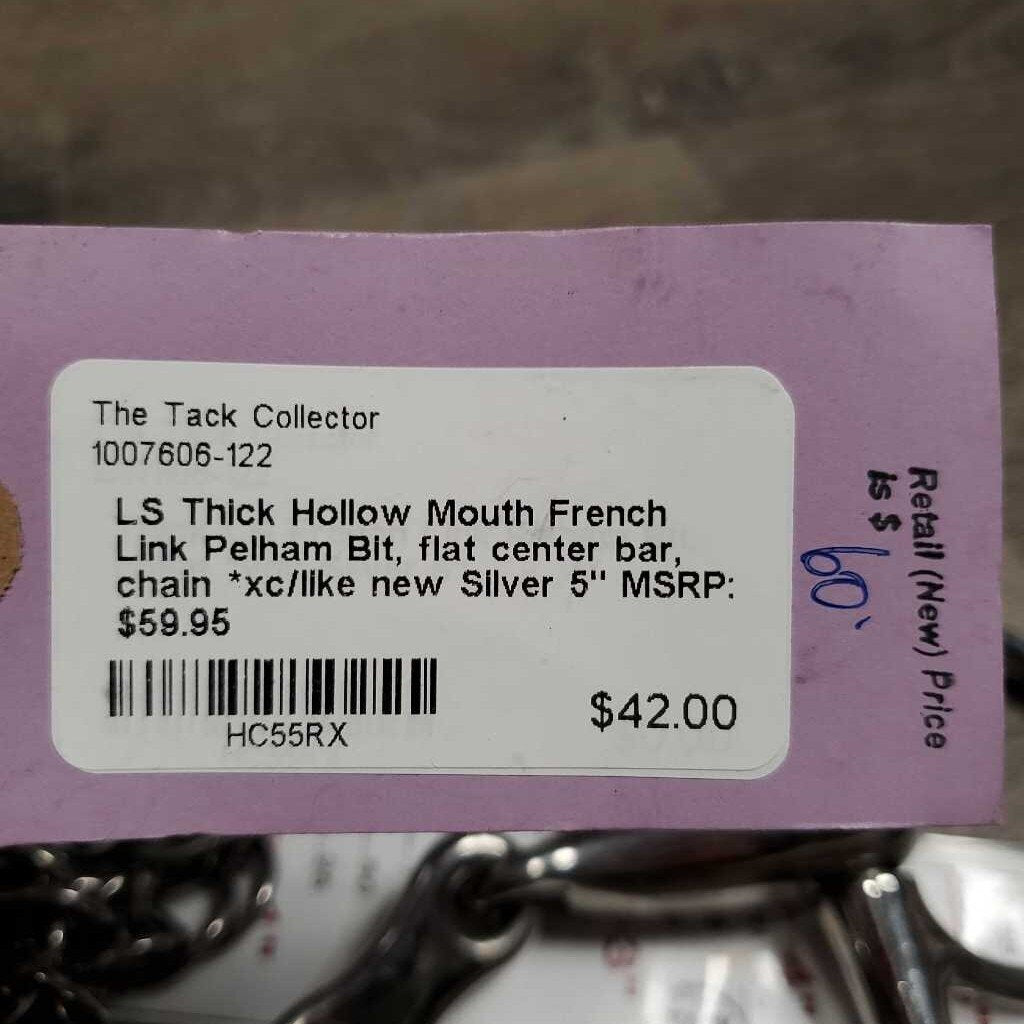 The Tack Collector
1007606-122
LS Thick Hollow Mouth French
Link Pelham Bit, flat center bar,
chain *xc/like new Silver 5" MSRP:
$59.95
HC55RX
$42.00
Retail (New) Price
is $ 60.